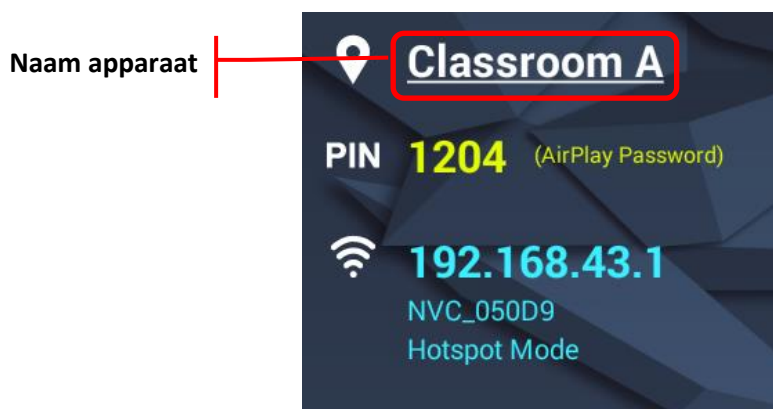 Naam apparaat
Classroom A
PIN 1204 (AirPlay Password)
192.168.43.1
NVC_050D9
Hotspot Mode